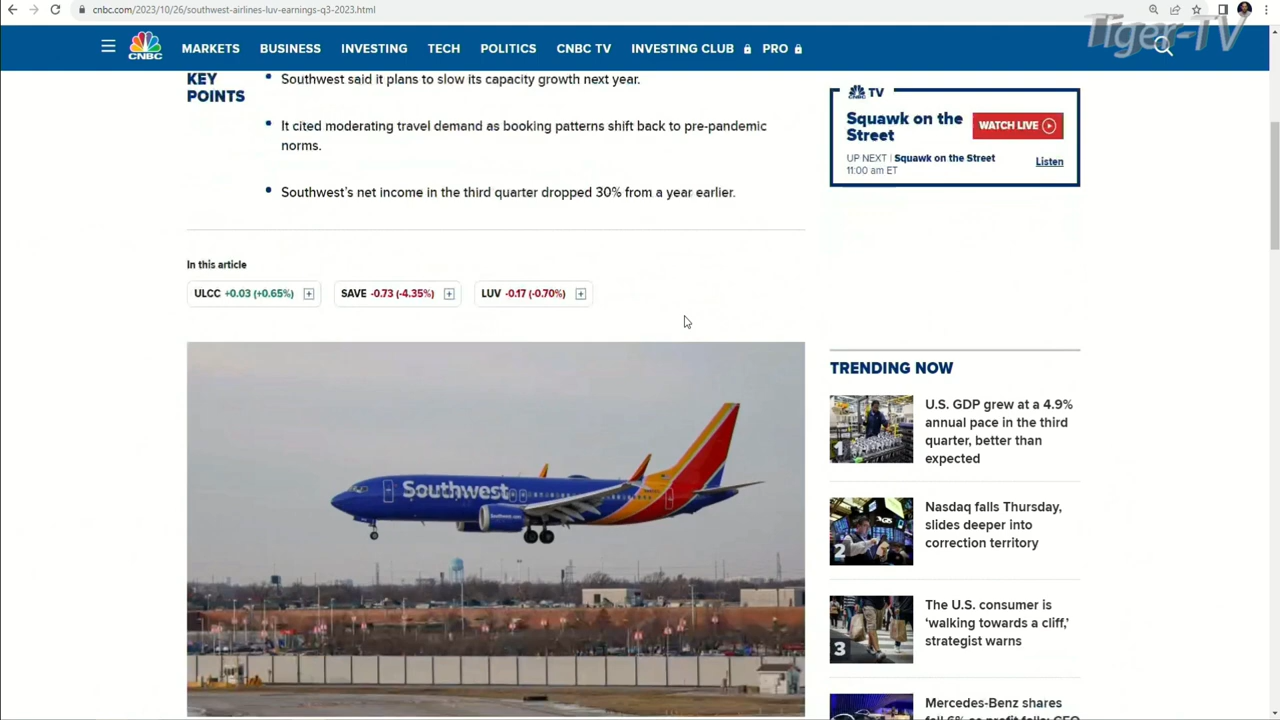 cnbc.com/2023/10/26/southwest-airlines-luv-earnings-q3-2023.html
Tiger-TV
CNBC
MARKETS
BUSINESS
INVESTING
TECH
POLITICS
CNBC TV
INVESTING CLUB
PRO
KEY
POINTS
Southwest said it plans to slow its capacity growth next year.
It cited moderating travel demand as booking patterns shift back to pre-pandemic
norms.
Southwest's net income in the third quarter dropped 30% from a year earlier.
In this article
ULCC +0.03 (+0.65%)
SAVE -0.73 (-4.35%)
LUV -0.17 (-0.70%)
Southwest
CNBC TV
Squawk on the
Street
WATCH LIVE
UP NEXT | Squawk on the Street
11:00 am ET
Listen
TRENDING NOW
1
U.S. GDP grew at a 4.9%
annual pace in the third
quarter, better than
expected
2
Nasdaq falls Thursday,
slides deeper into
correction territory
3
The U.S. consumer is
‘walking towards a cliff,’
strategist warns
Mercedes-Benz shares